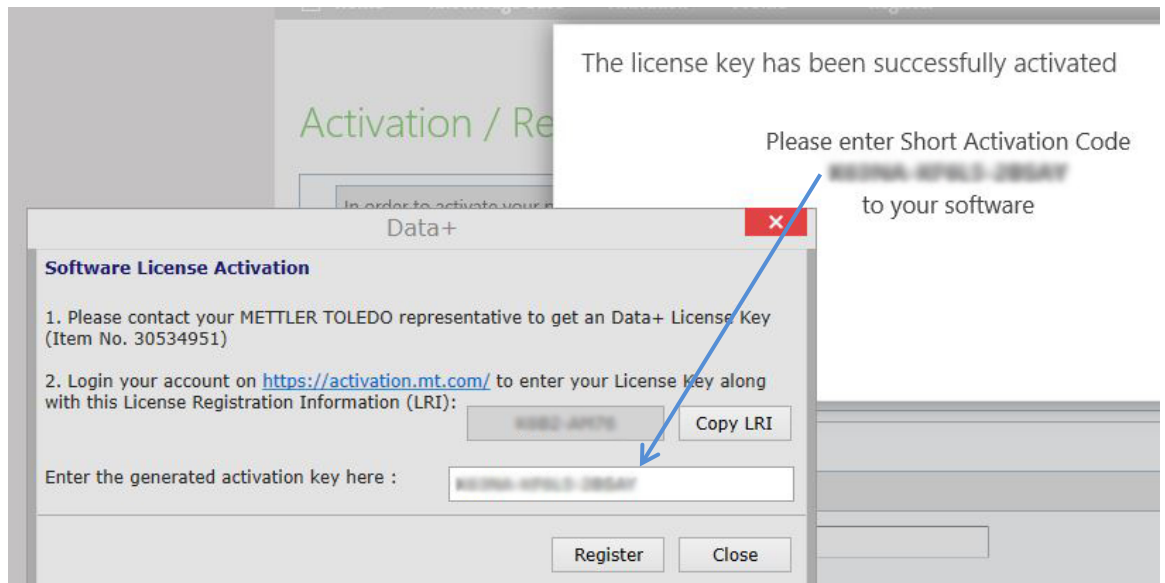 The license key has been successfully activated
Activation / Re
Please enter Short Activation Code
to your software
In order to activate your p
Data+
Software License Activation
1. Please contact your METTLER TOLEDO representative to get an Data+ License Key
(Item No. 30534951)
2. Login your account on https://activation.mt.com/ to enter your License Key along
with this License Registration Information (LRI):
Copy LRI
Enter the generated activation key here :
Register Close